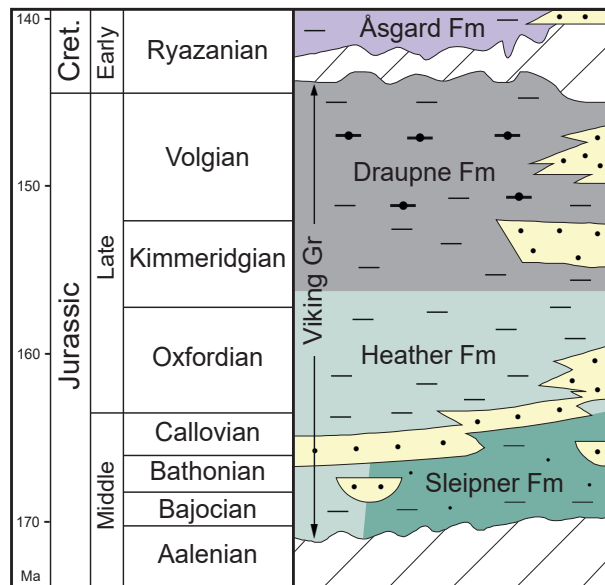 140
150
160
170
Ma
Cret.
Jurassic
Early
Late
Middle
Ryazanian
Volgian
Kimmeridgian
Oxfordian
Callovian
Bathonian
Bajocian
Aalenian
Viking Gr
Åsgard Fm
Draupne Fm
Heather Fm
Sleipner Fm